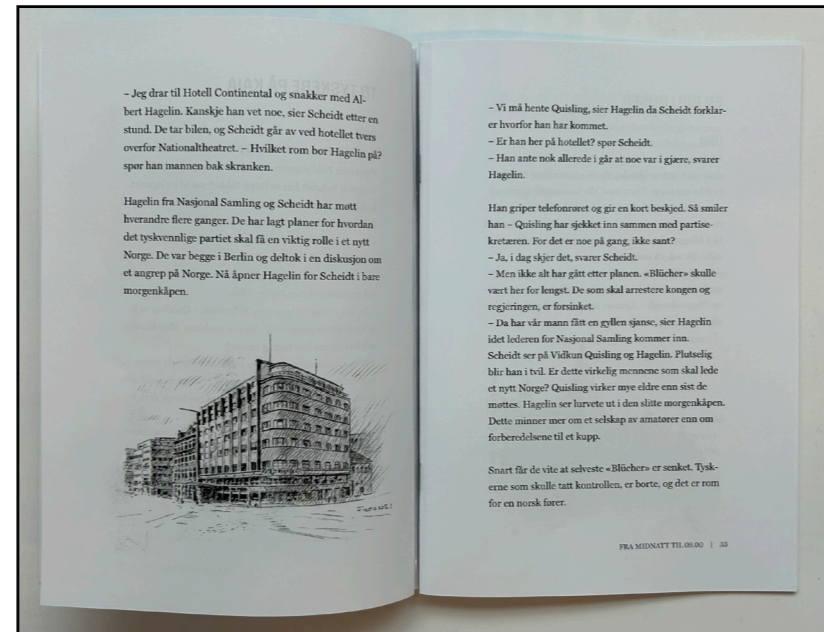 – Jeg drar til Hotell Continental og snakker med Al-
bert Hagelin. Kanskje han vet noe, sier Scheidt etter en
stund. De tar bilen, og Scheidt går av ved hotellet tvers
overfor Nationaltheatret. – Hvilket rom bor Hagelin på?
spør han mannen bak skranken.
Hagelin fra Nasjonal Samling og Scheidt har møtt
hverandre flere ganger. De har lagt planer for hvordan
det tyskvennlige partiet skal få en viktig rolle i et nytt
Norge. De var begge i Berlin og deltok i en diskusjon om
et angrep på Norge. Nå åpner Hagelin for Scheidt i bare
morgenkåpen.
– Vi må hente Quisling, sier Hagelin da Scheidt forklar-
er hvorfor han har kommet.
– Er han her på hotellet? spør Scheidt.
– Han ante nok allerede i går at noe var i gjære, svarer
Hagelin.
Han griper telefonrøret og gir en kort beskjed. Så smiler
han – Quisling har sjekket inn sammen med partise-
kretæren. For det er noe på gang, ikke sant?
– Ja, i dag skjer det, svarer Scheidt.
– Men ikke alt har gått etter planen. «Blücher» skulle
vært her for lengst. De som skal arrestere kongen og
regjeringen, er forsinket.
– Da har vår mann fått en gyllen sjanse, sier Hagelin
idet lederen for Nasjonal Samling kommer inn.
Scheidt ser på Vidkun Quisling og Hagelin. Plutselig
blir han i tvil. Er dette virkelig mennene som skal lede
et nytt Norge? Quisling virker mye eldre enn sist de
møttes. Hagelin ser lurvete ut i den slitte morgenkåpen.
Dette minner mer om et selskap av amatører enn om
forberedelsene til et kupp.
Snart får de vite at selveste «Blücher» er senket. Tysk-
erne som skulle tatt kontrollen, er borte, og det er rom
for en norsk fører.
FRA MIDNATT TIL 05.00 | 33